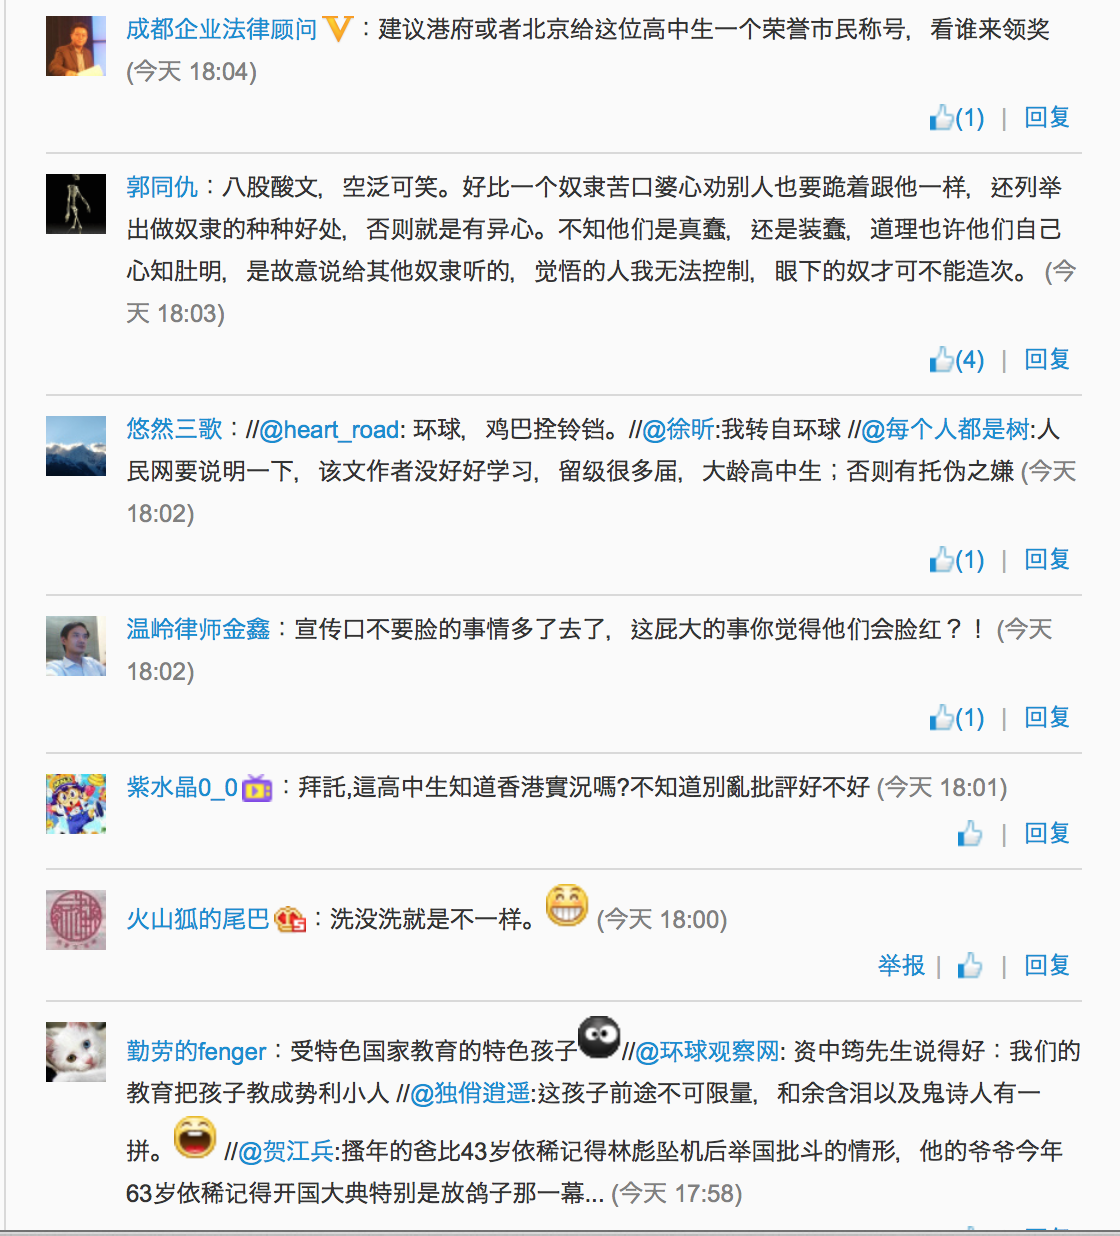 成都企业法律顾问：建议港府或者北京给这位高中生一个荣誉市民称号，看谁来领奖
(今天 18:04)
(1) | 回复
郭同仇：八股酸文，空泛可笑。好比一个奴隶苦口婆心劝别人也要跪着跟他一样，还列举
出做奴隶的种种好处，否则就是有异心。不知他们是真蠢，还是装蠢，道理也许他们自己
心知肚明，是故意说给其他奴隶听的，觉悟的人我无法控制，眼下的奴才可不能造次。 (今
天 18:03)
(4) | 回复
悠然三歌：//@heart_road: 环球，鸡巴拴铃铛。//@徐昕:我转自环球 //@每个人都是树:人
民网要说明一下，该文作者没好好学习，留级很多届，大龄高中生；否则有托伪之嫌 (今天
18:02)
(1) | 回复
温岭律师金鑫：宣传口不要脸的事情多了去了，这屁大的事你觉得他们会脸红？！ (今天
18:02)
(1) | 回复
紫水晶0_0：拜託,這高中生知道香港實況嗎?不知道別亂批評好不好 (今天 18:01)
| 回复
火山狐的尾巴：洗没洗就是不一样。 (今天 18:00)
举报 | | 回复
勤劳的fenger：受特色国家教育的特色孩子//@环球观察网: 资中筠先生说得好：我们的
教育把孩子教成势利小人 //@独俏逍遥:这孩子前途不可限量，和余含泪以及鬼诗人有一
拼。 //@贺江兵:搔年的爸比43岁依稀记得林彪坠机后举国批斗的情形，他的爷爷今年
63岁依稀记得开国大典特别是放鸽子那一幕... (今天 17:58)